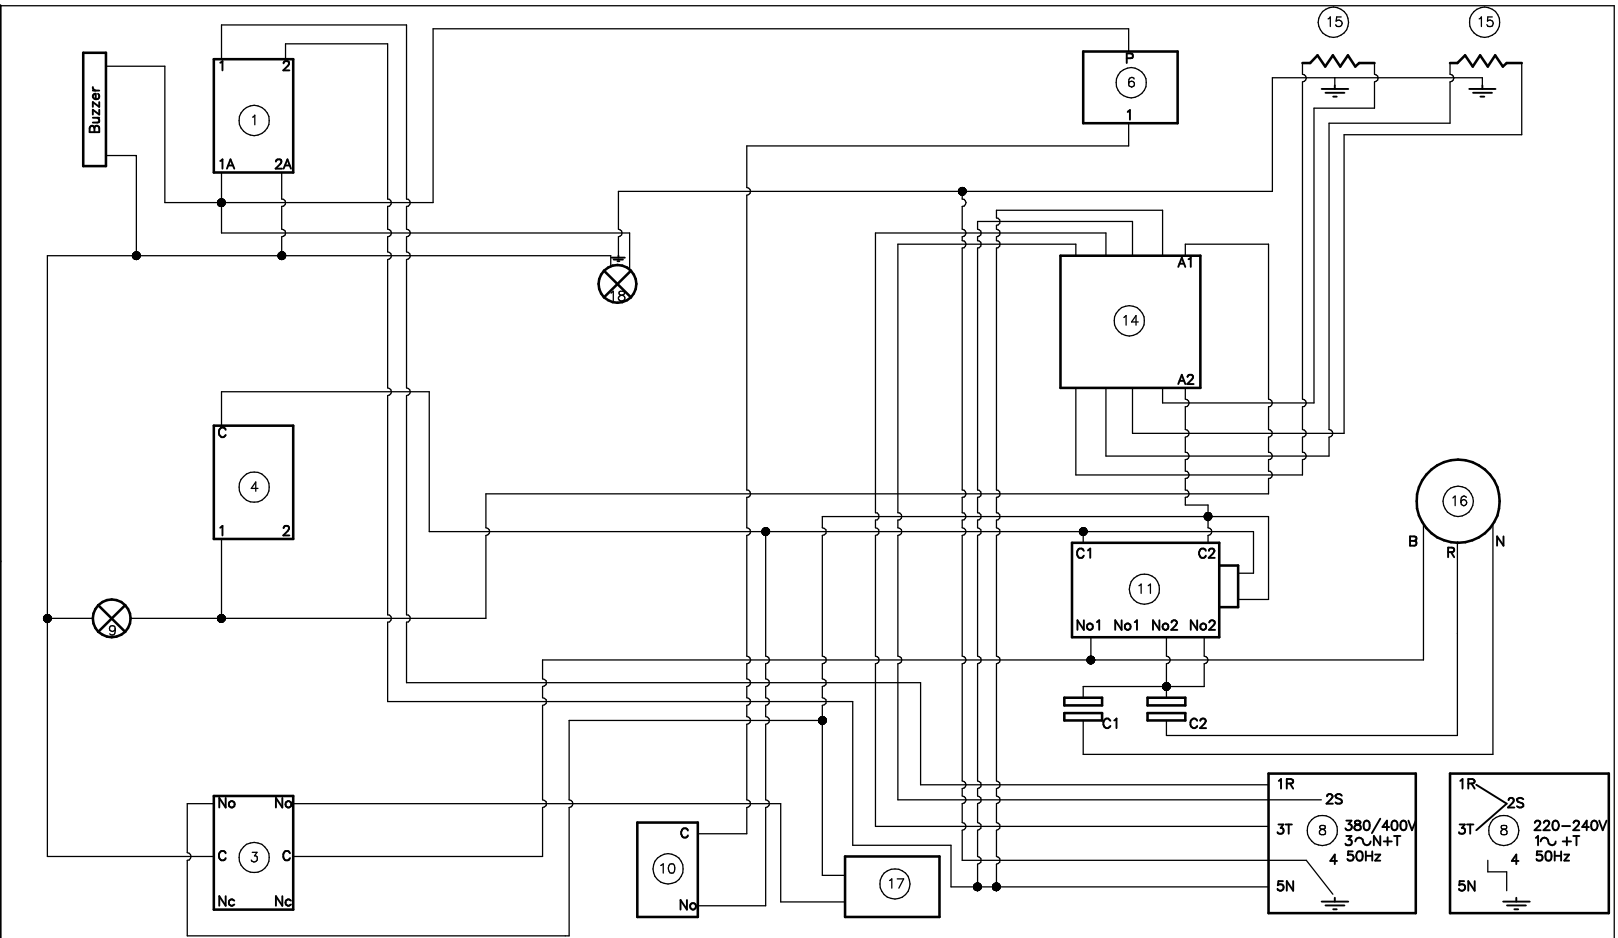 15 15
1 2
P
6
1
Buzzer
1
1A 2A
A1
18
14
A2
C
4
1 2
16
B R N
C1 C2
11
9
No1 No1 No2 No2
C1 C2
1R
2S
3T 8 380/400V
3~N+T
4 50Hz
5N
1R
2S
3T 8 220-240V
1~ +T
4 50Hz
5N
No No
C 3 C
Nc Nc
C
10
No
17